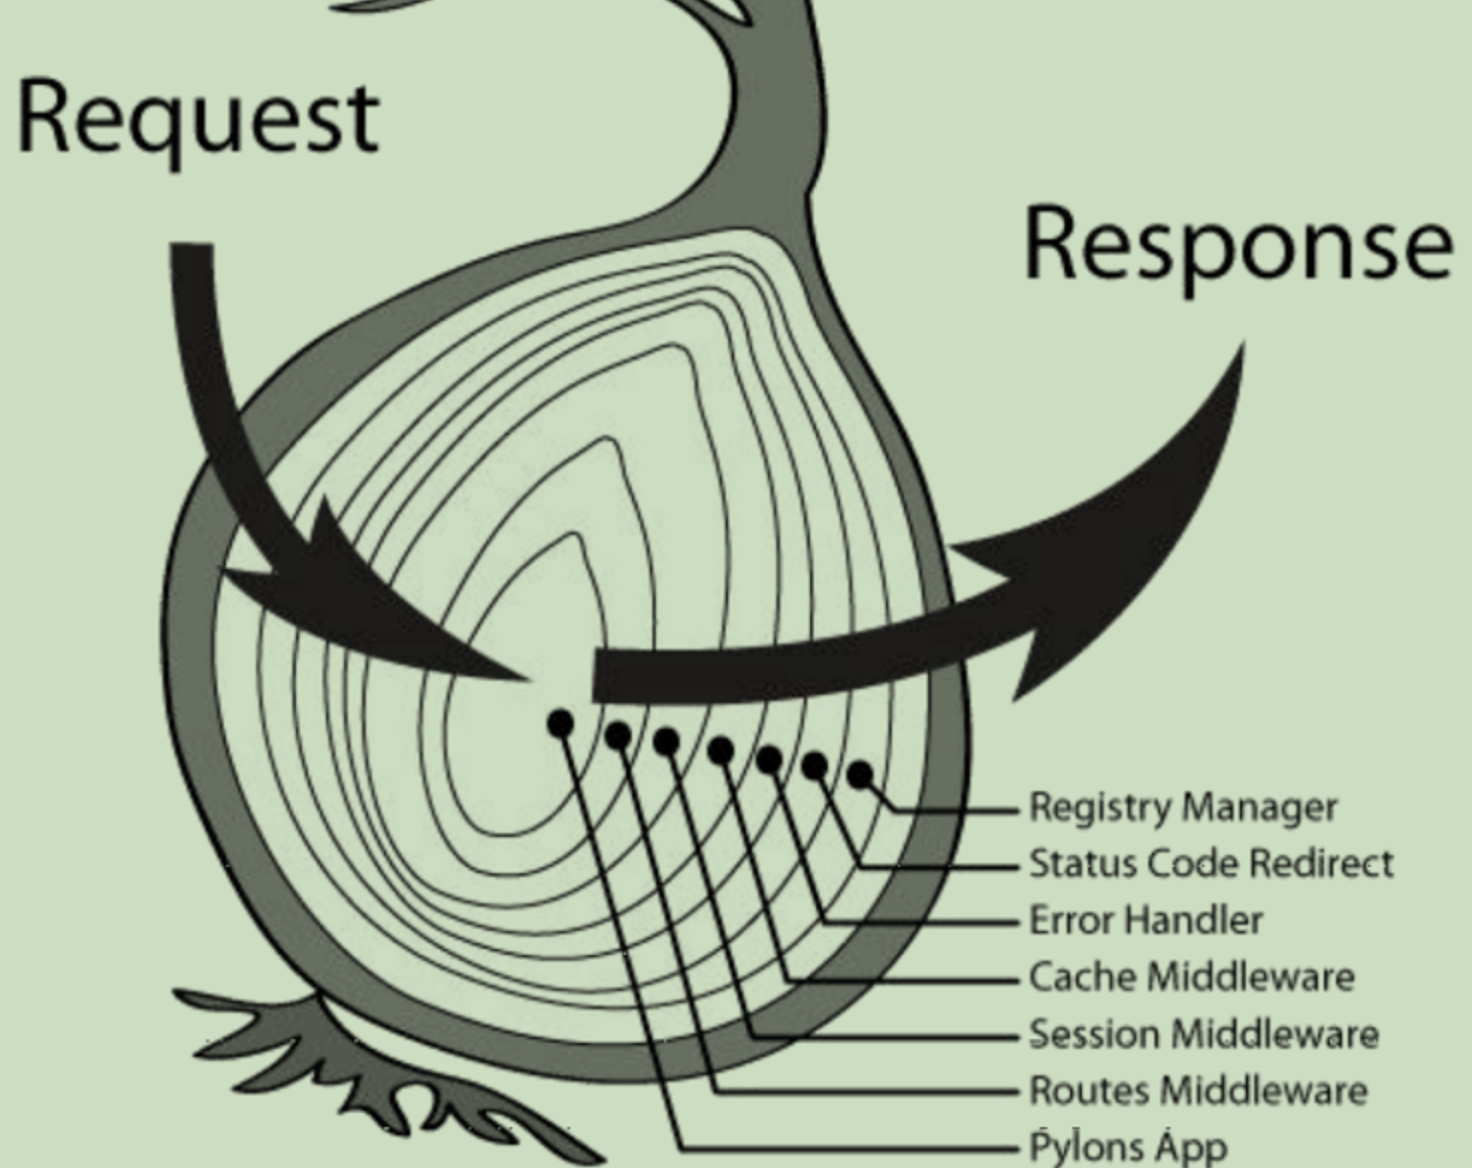 Request
Response
Registry Manager
Status Code Redirect
Error Handler
Cache Middleware
Session Middleware
Routes Middleware
Pylons App